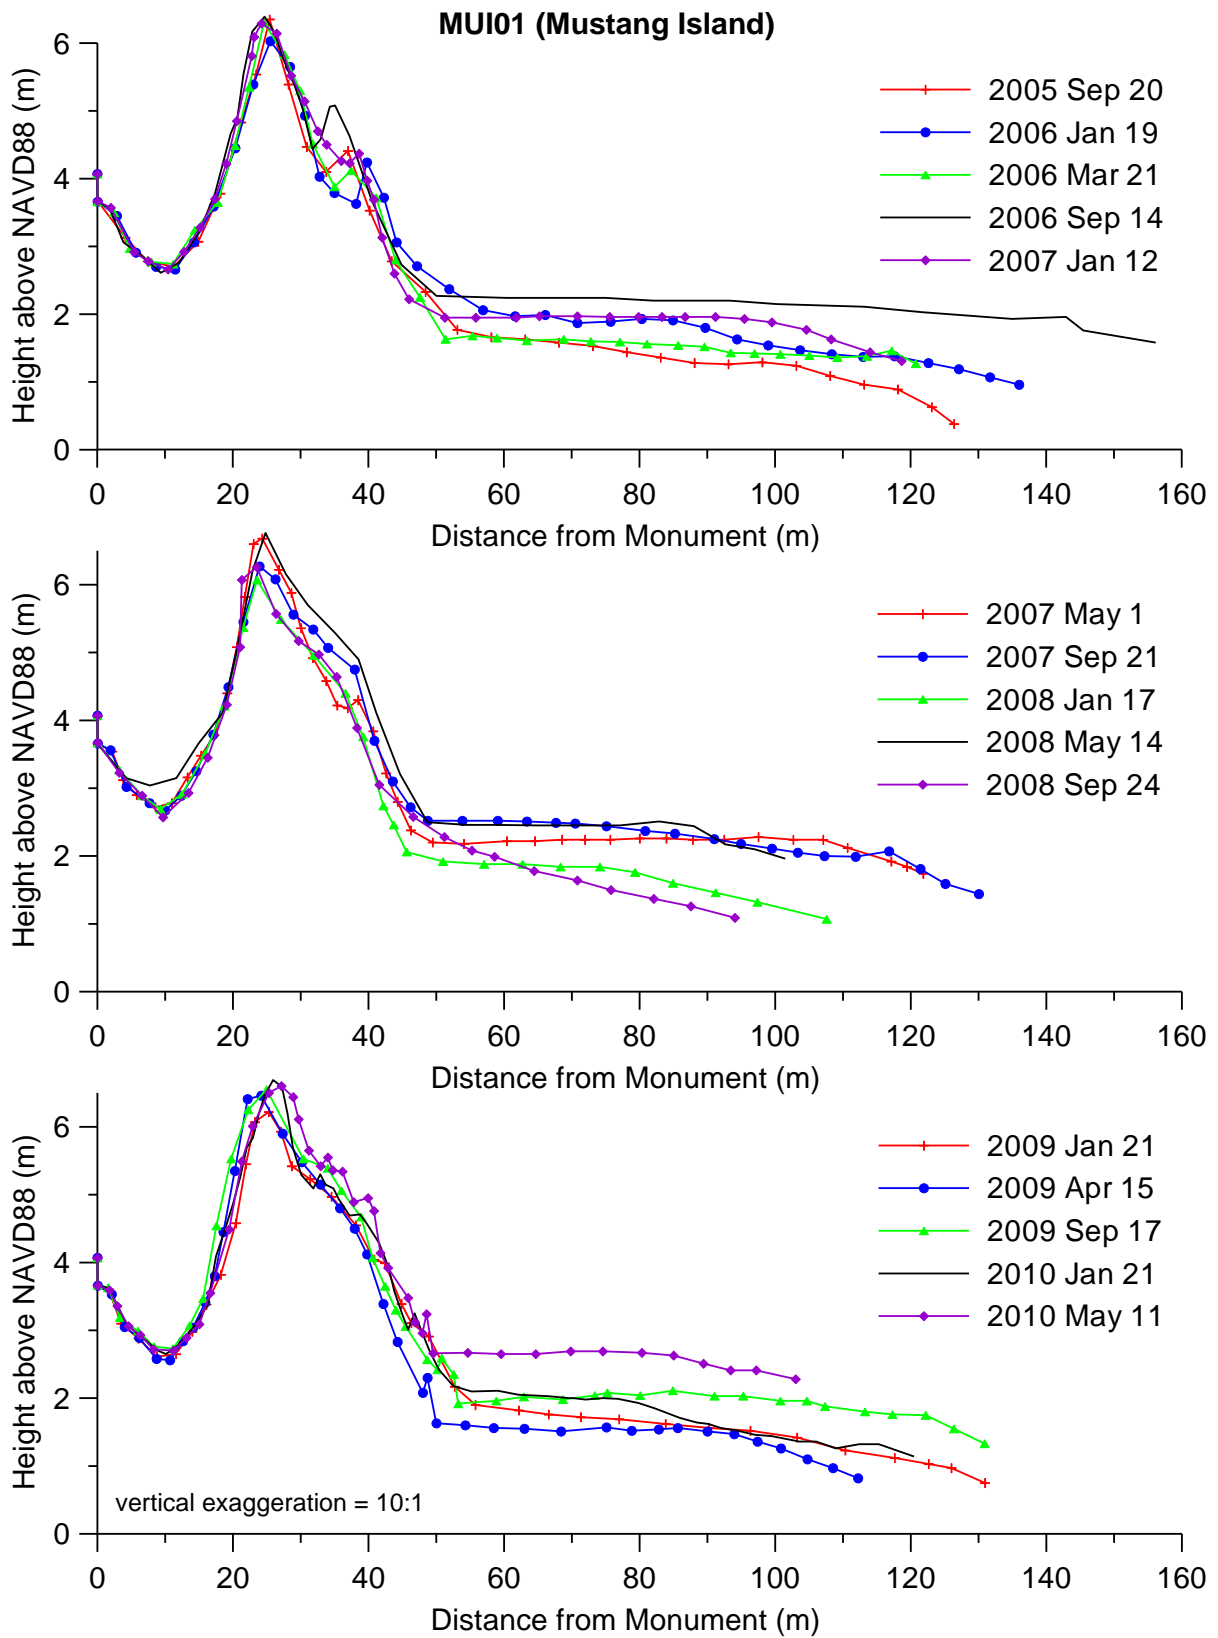 MUI01 (Mustang Island)
Height above NAVD88 (m)
6
4
2
0
2005 Sep 20
2006 Jan 19
2006 Mar 21
2006 Sep 14
2007 Jan 12
0 20 40 60 80 100 120 140 160
Distance from Monument (m)
Height above NAVD88 (m)
6
4
2
0
2007 May 1
2007 Sep 21
2008 Jan 17
2008 May 14
2008 Sep 24
0 20 40 60 80 100 120 140 160
Distance from Monument (m)
Height above NAVD88 (m)
6
4
2
0
2009 Jan 21
2009 Apr 15
2009 Sep 17
2010 Jan 21
2010 May 11
vertical exaggeration = 10:1
0 20 40 60 80 100 120 140 160
Distance from Monument (m)